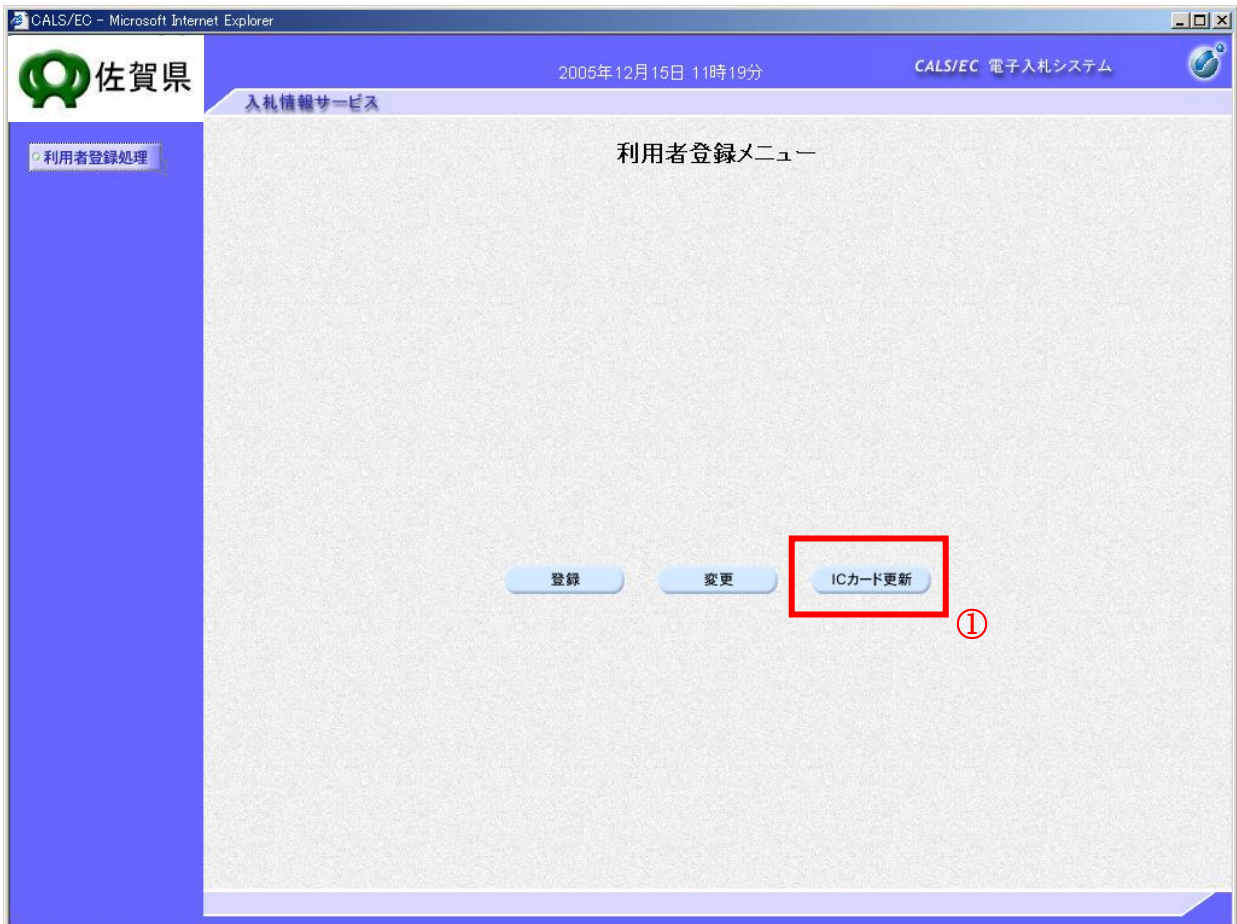 CALS/EC - Microsoft Internet Explorer
佐賀県
2005年12月15日 11時19分
CALS/EC 電子入札システム
入札情報サービス
利用者登録処理
利用者登録メニュー
登録
変更
ICカード更新
①